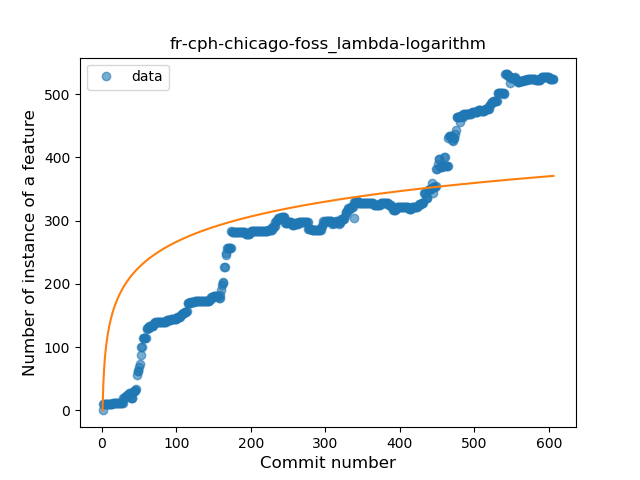 fr-cph-chicago-foss_lambda-logarithm
data
Number of instance of a feature
500
400
300
200
100
0
0 100 200 300 400 500 600
Commit number